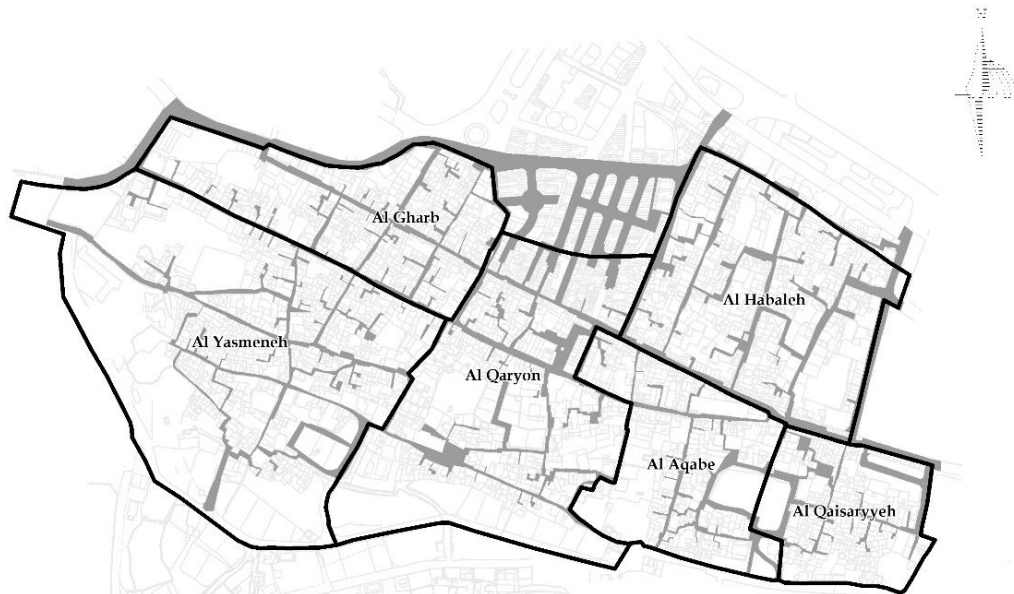 N
Al Gharb
Al Habaleh
Al Yasmeneh
Al Qaryon
Al Aqabe
Al Qaisaryyeh